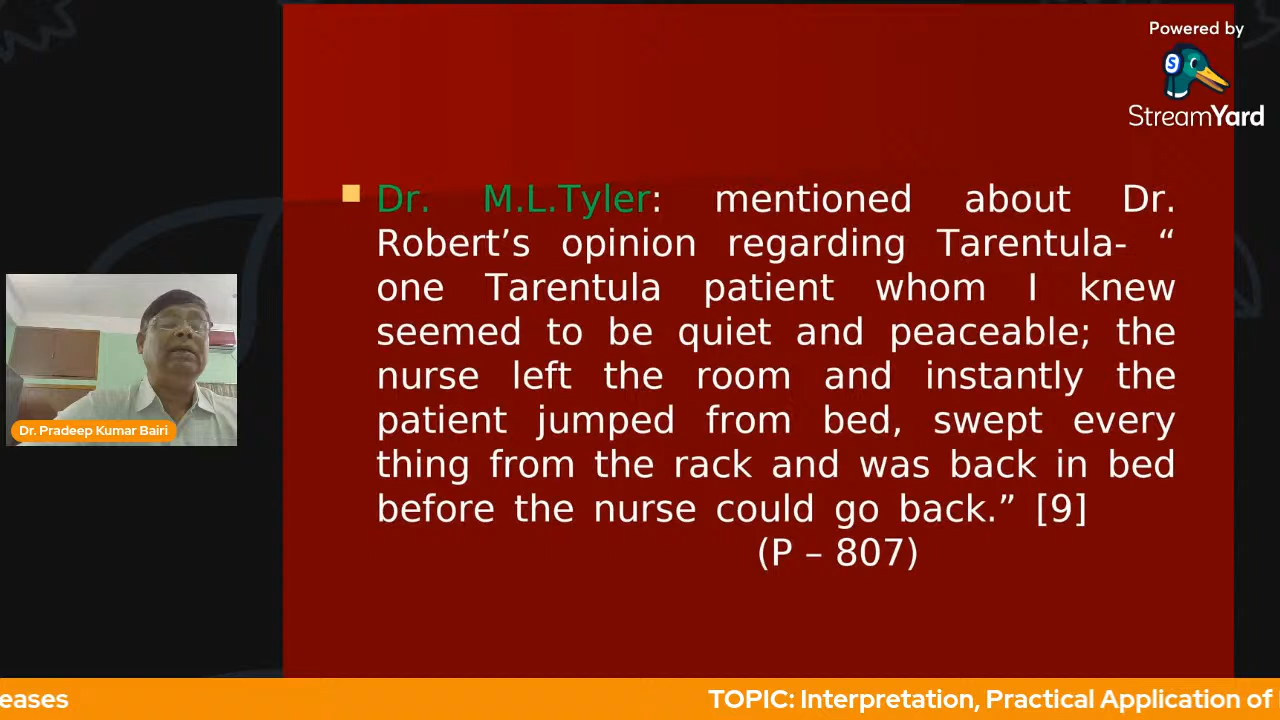 Powered by
S
StreamYard
Dr. M.L.Tyler: mentioned about Dr.
Robert’s opinion regarding Tarentula- “
one Tarentula patient whom I knew
seemed to be quiet and peaceable; the
nurse left the room and instantly the
patient jumped from bed, swept every
thing from the rack and was back in bed
before the nurse could go back.” [9]
(P – 807)
Dr. Pradeep Kumar Bairi
eases
TOPIC: Interpretation, Practical Application of